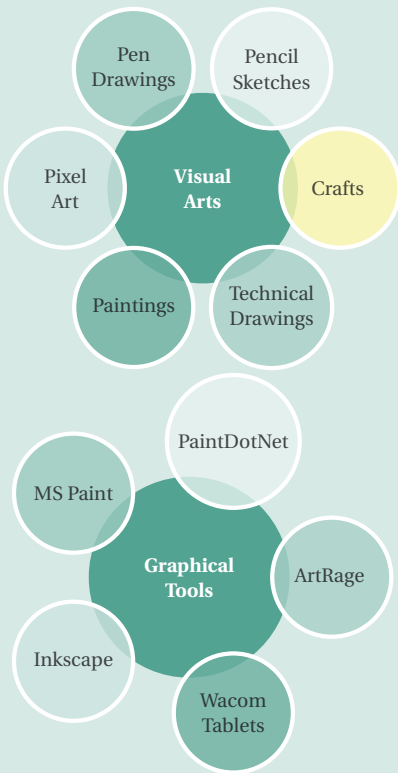 Pen
Drawings
Pencil
Sketches
Pixel
Art
Visual
Arts
Crafts
Paintings
Technical
Drawings
PaintDotNet
MS Paint
Graphical
Tools
ArtRage
Inkscape
Wacom
Tablets